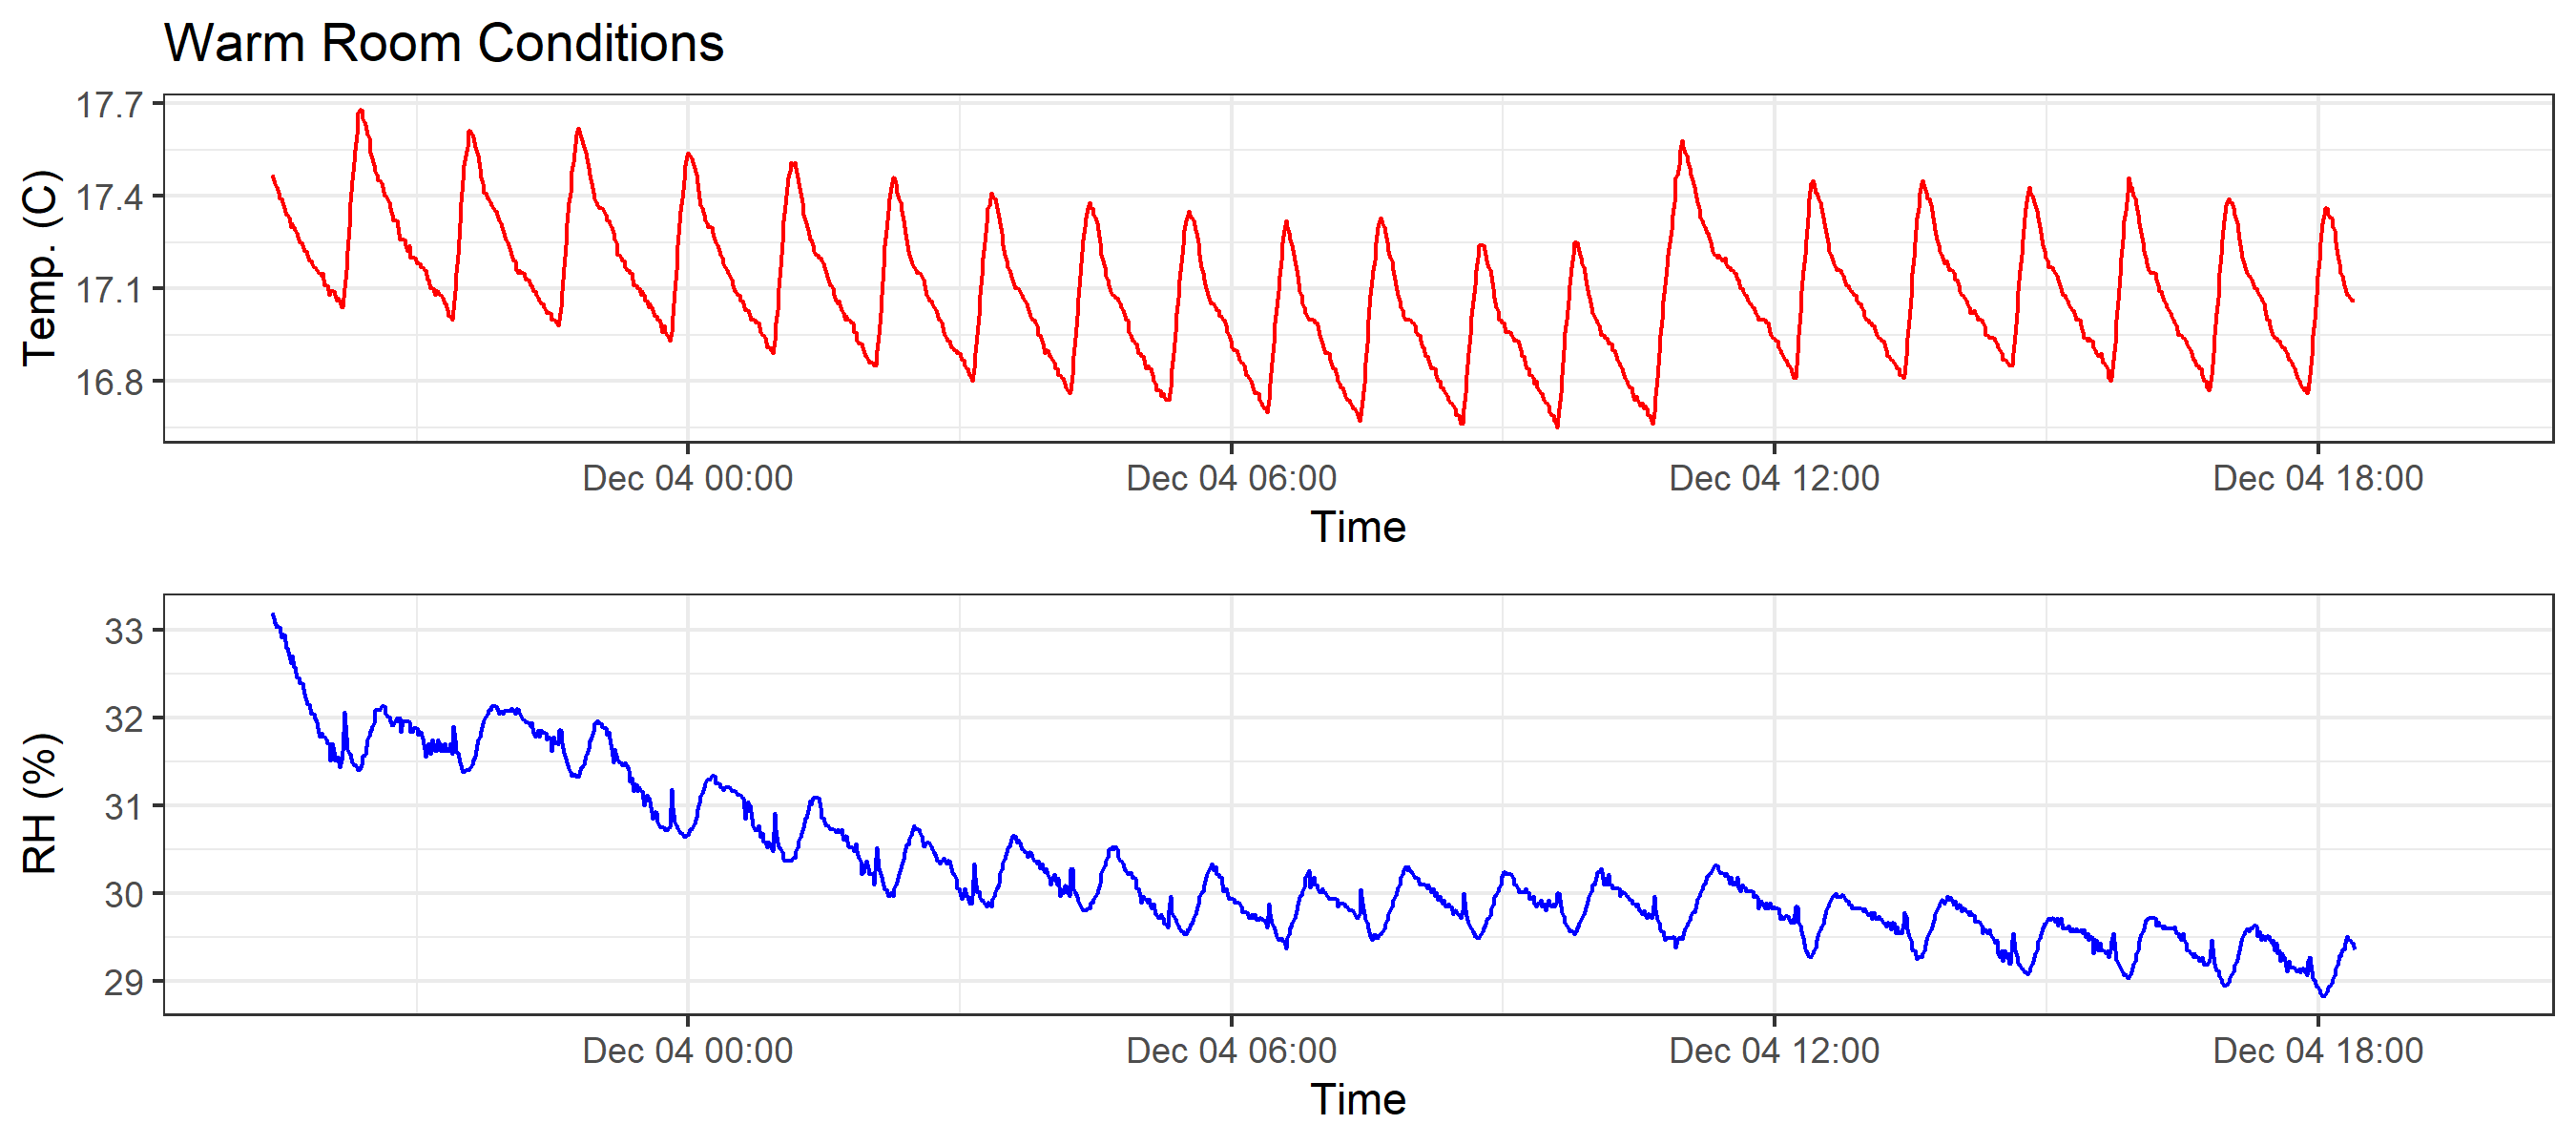 Warm Room Conditions
Temp. (C)
17.7
17.4
17.1
16.8
Dec 04 00:00 Dec 04 06:00 Dec 04 12:00 Dec 04 18:00
Time
RH (%)
33
32
31
30
29
Dec 04 00:00 Dec 04 06:00 Dec 04 12:00 Dec 04 18:00
Time